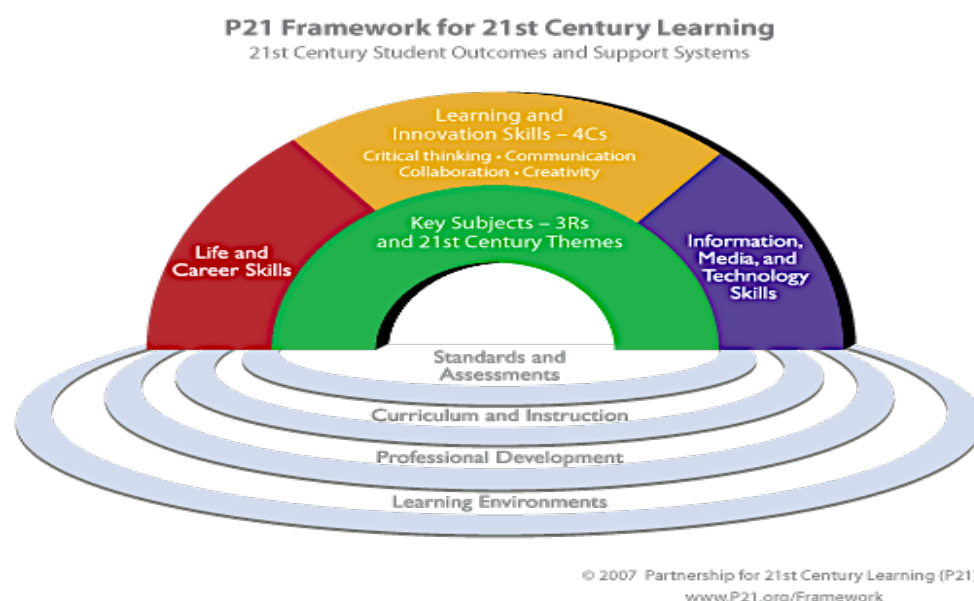 P21 Framework for 21st Century Learning
21st Century Student Outcomes and Support Systems
Learning and
Innovation Skills – 4Cs
Critical thinking • Communication
Collaboration • Creativity
Key Subjects – 3Rs
and 21st Century Themes
Life and
Career Skills
Information,
Media, and
Technology
Skills
Standards and
Assessments
Curriculum and Instruction
Professional Development
Learning Environments
© 2007 Partnership for 21st Century Learning (P21)
www.P21.org/Framework